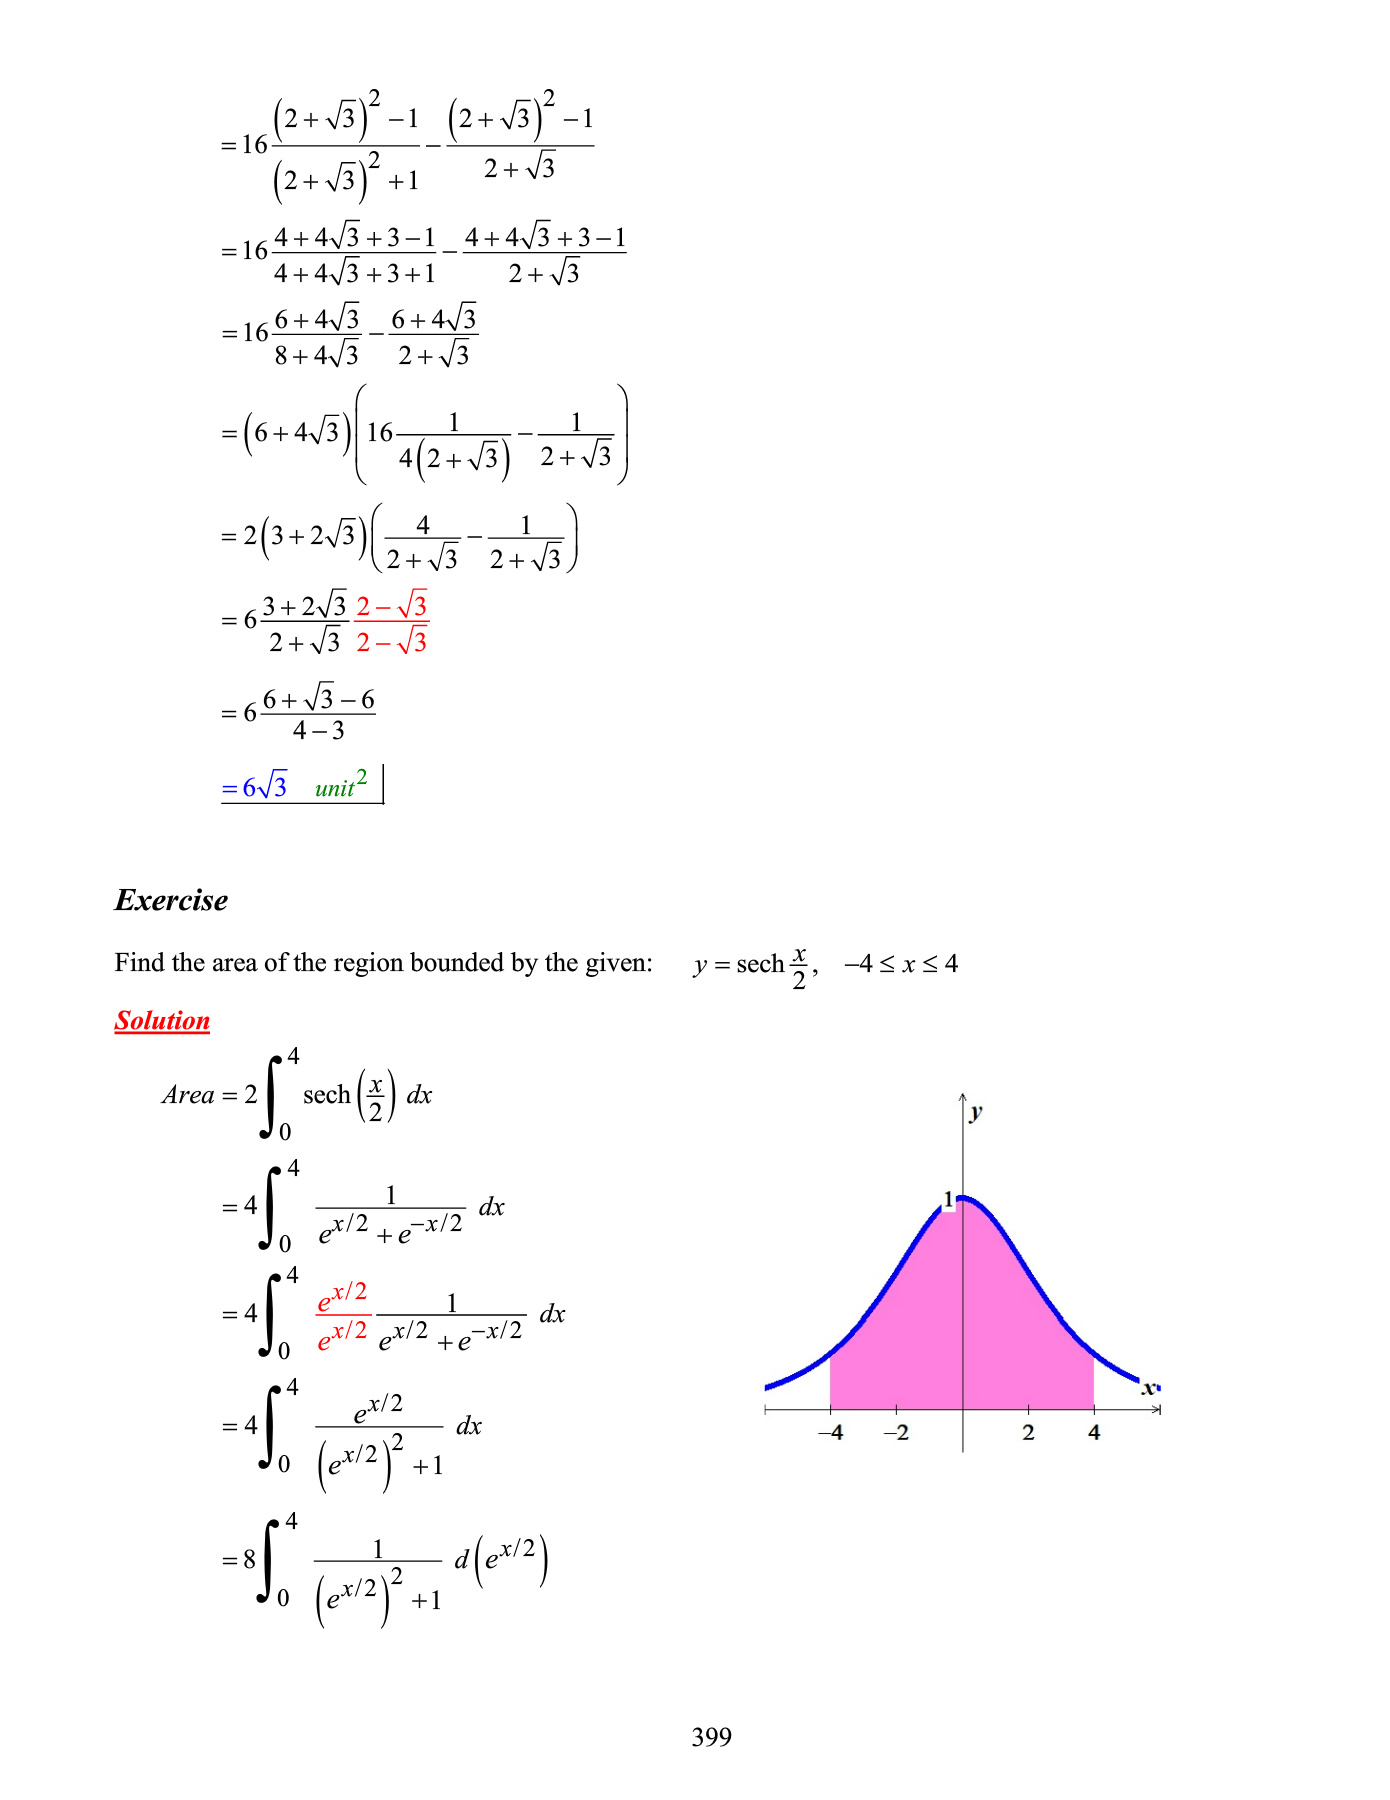 = 16 \frac{(2+\sqrt{3})^2 - 1}{(2+\sqrt{3})^2 + 1} - \frac{(2+\sqrt{3})^2 - 1}{2+\sqrt{3}}
= 16 \frac{4+4\sqrt{3}+3-1}{4+4\sqrt{3}+3+1} - \frac{4+4\sqrt{3}+3-1}{2+\sqrt{3}}
= 16 \frac{6+4\sqrt{3}}{8+4\sqrt{3}} - \frac{6+4\sqrt{3}}{2+\sqrt{3}}
= (6+4\sqrt{3}) \left( 16 \frac{1}{4(2+\sqrt{3})} - \frac{1}{2+\sqrt{3}} \right)
= 2(3+2\sqrt{3}) \left( \frac{4}{2+\sqrt{3}} - \frac{1}{2+\sqrt{3}} \right)
= 6 \frac{3+2\sqrt{3}}{2+\sqrt{3}} \frac{2-\sqrt{3}}{2-\sqrt{3}}
= 6 \frac{6+\sqrt{3}-6}{4-3}
= 6\sqrt{3} unit^2
Exercise
Find the area of the region bounded by the given: y = sech \frac{x}{2}, -4 ≤ x ≤ 4
Solution
Area = 2 \int_0^4 sech \left( \frac{x}{2} \right) dx
= 4 \int_0^4 \frac{1}{e^{x/2} + e^{-x/2}} dx
= 4 \int_0^4 \frac{e^{x/2}}{e^{x/2}} \frac{1}{e^{x/2} + e^{-x/2}} dx
= 4 \int_0^4 \frac{e^{x/2}}{(e^{x/2})^2 + 1} dx
= 8 \int_0^4 \frac{1}{(e^{x/2})^2 + 1} d(e^{x/2})
y
1
x
-4 -2 2 4
399